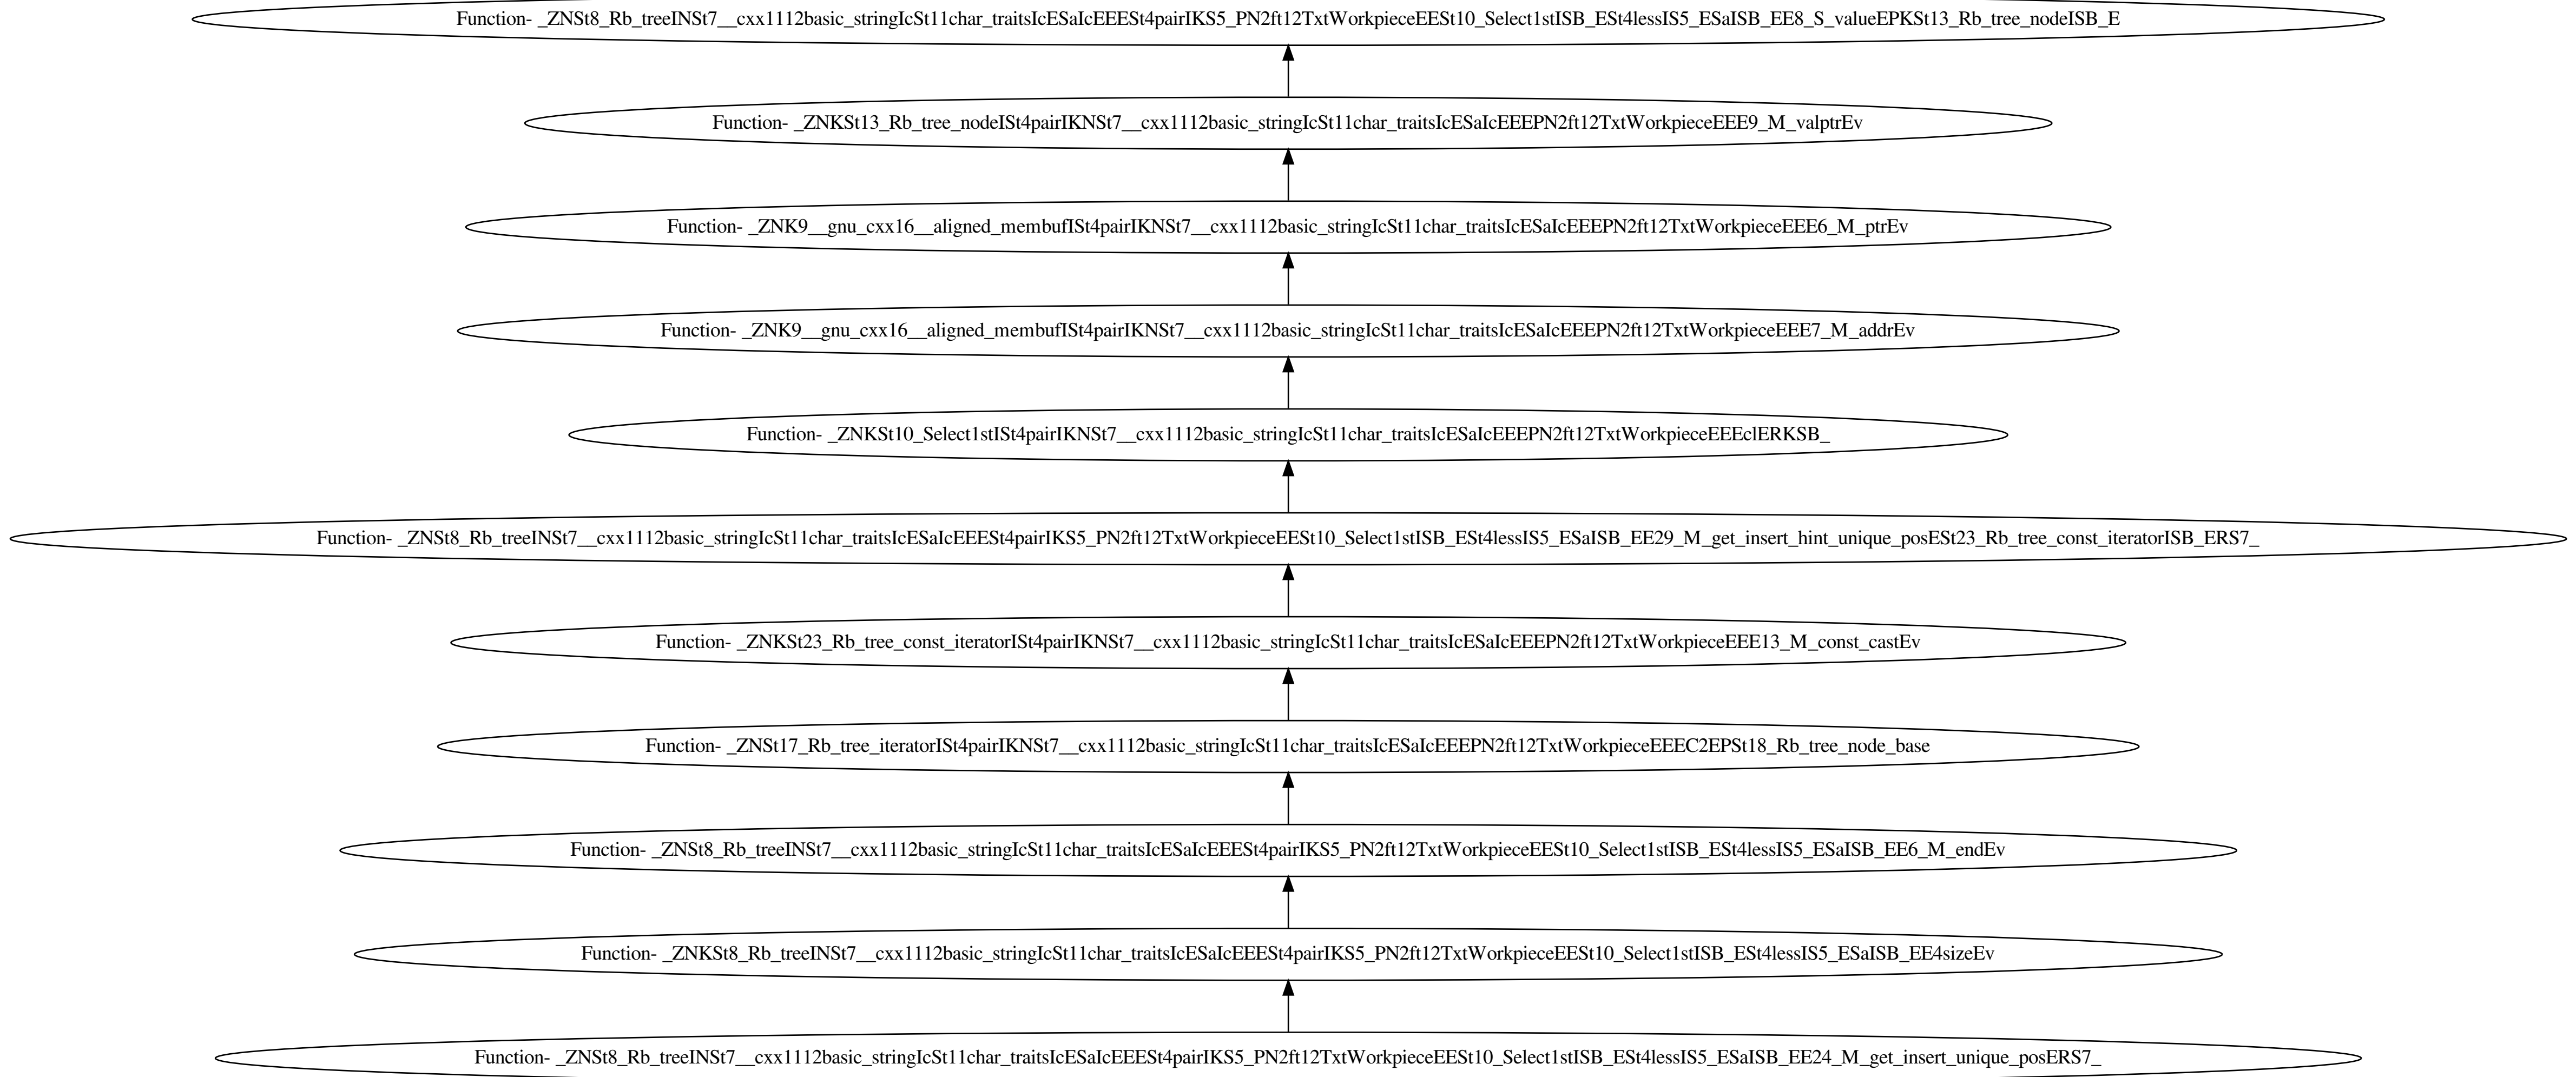 Function- _ZNSt8_Rb_treeINSt7__cxx1112basic_stringIcSt11char_traitsIcESaIcEEESt4pairIKS5_PN2ft12TxtWorkpieceEESt10_Select1stISB_ESt4lessIS5_ESaISB_EE8_S_valueEPKSt13_Rb_tree_nodeISB_E
Function- _ZNKSt13_Rb_tree_nodeISt4pairIKNSt7__cxx1112basic_stringIcSt11char_traitsIcESaIcEEEPN2ft12TxtWorkpieceEEE9_M_valptrEv
Function- _ZNK9__gnu_cxx16__aligned_membufISt4pairIKNSt7__cxx1112basic_stringIcSt11char_traitsIcESaIcEEEPN2ft12TxtWorkpieceEEE6_M_ptrEv
Function- _ZNK9__gnu_cxx16__aligned_membufISt4pairIKNSt7__cxx1112basic_stringIcSt11char_traitsIcESaIcEEEPN2ft12TxtWorkpieceEEE7_M_addrEv
Function- _ZNKSt10_Select1stISt4pairIKNSt7__cxx1112basic_stringIcSt11char_traitsIcESaIcEEEPN2ft12TxtWorkpieceEEEclERKSB_
Function- _ZNSt8_Rb_treeINSt7__cxx1112basic_stringIcSt11char_traitsIcESaIcEEESt4pairIKS5_PN2ft12TxtWorkpieceEESt10_Select1stISB_ESt4lessIS5_ESaISB_EE29_M_get_insert_hint_unique_posESt23_Rb_tree_const_iteratorISB_ERS7_
Function- _ZNKSt23_Rb_tree_const_iteratorISt4pairIKNSt7__cxx1112basic_stringIcSt11char_traitsIcESaIcEEEPN2ft12TxtWorkpieceEEE13_M_const_castEv
Function- _ZNSt17_Rb_tree_iteratorISt4pairIKNSt7__cxx1112basic_stringIcSt11char_traitsIcESaIcEEEPN2ft12TxtWorkpieceEEEC2EPSt18_Rb_tree_node_base
Function- _ZNSt8_Rb_treeINSt7__cxx1112basic_stringIcSt11char_traitsIcESaIcEEESt4pairIKS5_PN2ft12TxtWorkpieceEESt10_Select1stISB_ESt4lessIS5_ESaISB_EE6_M_endEv
Function- _ZNKSt8_Rb_treeINSt7__cxx1112basic_stringIcSt11char_traitsIcESaIcEEESt4pairIKS5_PN2ft12TxtWorkpieceEESt10_Select1stISB_ESt4lessIS5_ESaISB_EE4sizeEv
Function- _ZNSt8_Rb_treeINSt7__cxx1112basic_stringIcSt11char_traitsIcESaIcEEESt4pairIKS5_PN2ft12TxtWorkpieceEESt10_Select1stISB_ESt4lessIS5_ESaISB_EE24_M_get_insert_unique_posERS7_